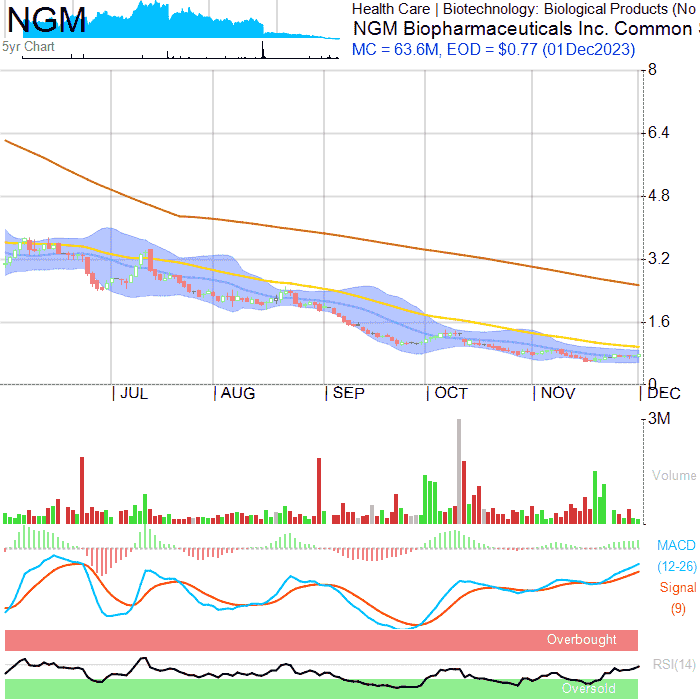 NGM
5yr Chart
Health Care | Biotechnology: Biological Products (No
NGM Biopharmaceuticals Inc. Common
MC = 63.6M, EOD = $0.77 (01Dec2023)
8
6.4
4.8
3.2
1.6
0
JUL
AUG
SEP
OCT
NOV
DEC
3M
Volume
MACD
(12-26)
Signal
(9)
Overbought
RSI(14)
Oversold